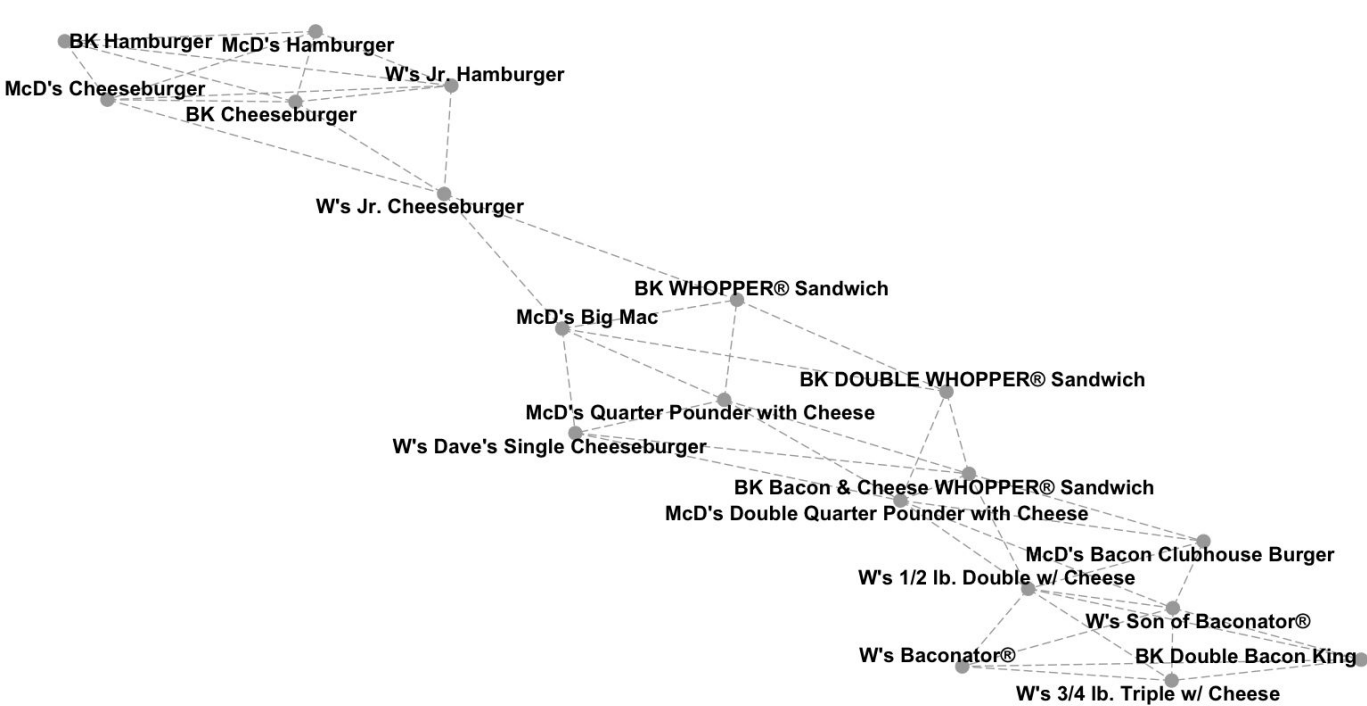 BK Hamburger
McD's Hamburger
W's Jr. Hamburger
McD's Cheeseburger
BK Cheeseburger
W's Jr. Cheeseburger
BK WHOPPER® Sandwich
McD's Big Mac
BK DOUBLE WHOPPER® Sandwich
McD's Quarter Pounder with Cheese
W's Dave's Single Cheeseburger
BK Bacon & Cheese WHOPPER® Sandwich
McD's Double Quarter Pounder with Cheese
McD's Bacon Clubhouse Burger
W's 1/2 lb. Double w/ Cheese
W's Son of Baconator®
W's Baconator®
BK Double Bacon King
W's 3/4 lb. Triple w/ Cheese